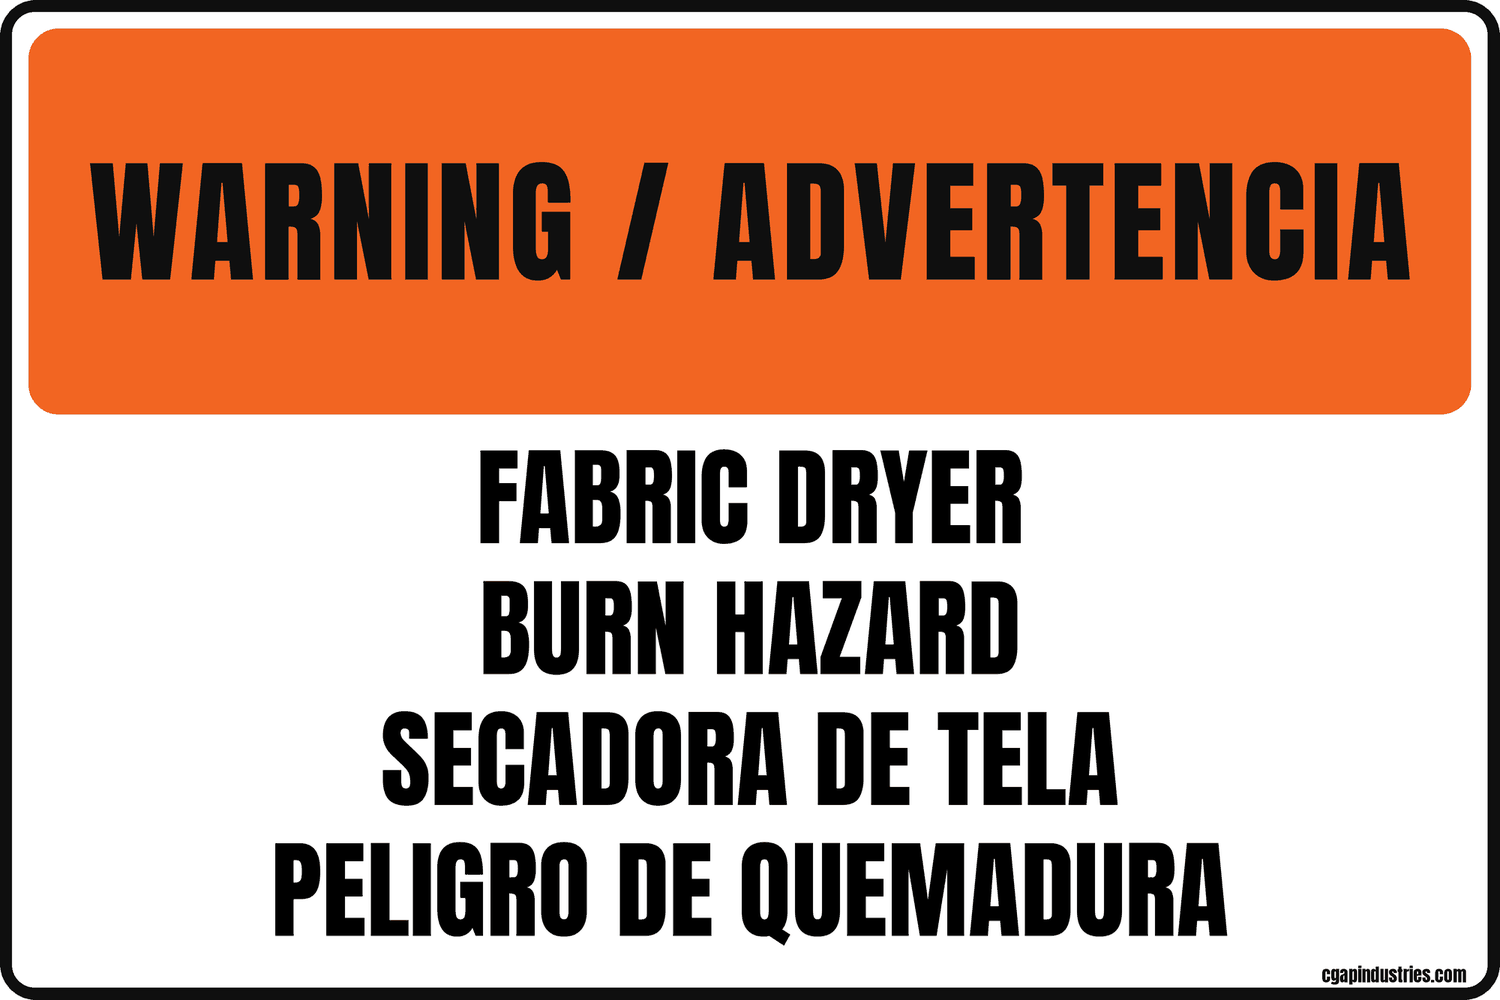 WARNING / ADVERTENCIA
FABRIC DRYER
BURN HAZARD
SECADORA DE TELA
PELIGRO DE QUEMADURA
cgapindustries.com